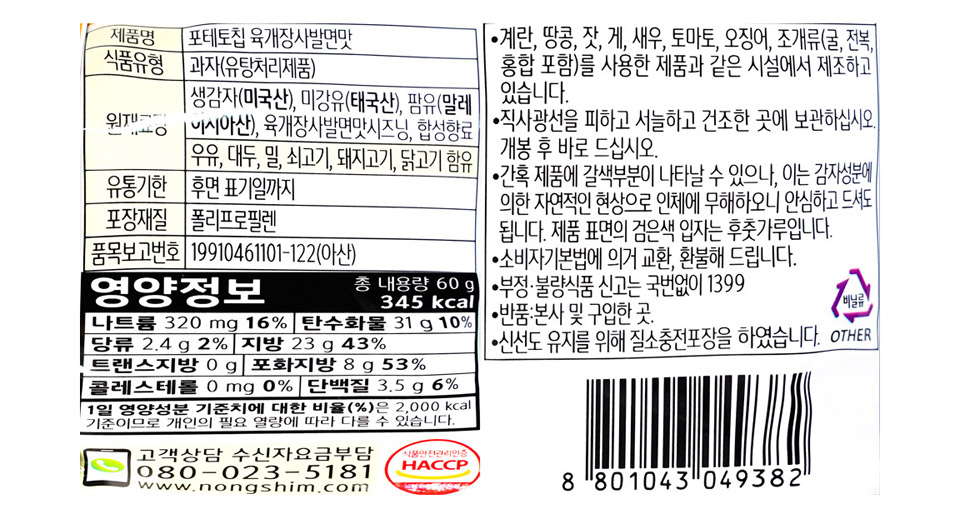 제품명 포테토칩 육개장사발면맛
식품유형 과자(유탕처리제품)
원재료명 생감자(미국산), 미강유(태국산), 팜유(말레
이시아산), 육개장사발면맛시즈닝, 합성향료
우유, 대두, 밀, 쇠고기, 돼지고기, 닭고기 함유
유통기한 후면 표기일까지
포장재질 폴리프로필렌
품목보고번호 19910461101-122(아산)
영양정보 총 내용량 60 g
345 kcal
나트륨 320 mg 16% 탄수화물 31 g 10%
당류 2.4 g 2% 지방 23 g 43%
트랜스지방 0 g 포화지방 8 g 53%
콜레스테롤 0 mg 0% 단백질 3.5 g 6%
1일 영양성분 기준치에 대한 비율(%)은 2,000 kcal
기준이므로 개인의 필요 열량에 따라 다를 수 있습니다.
고객상담 수신자요금부담
080-023-5181
www.nongshim.com
식품안전관리인증
HACCP
•계란, 땅콩, 잣, 게, 새우, 토마토, 오징어, 조개류(굴, 전복,
홍합 포함)를 사용한 제품과 같은 시설에서 제조하고
있습니다.
•직사광선을 피하고 서늘하고 건조한 곳에 보관하십시오.
개봉 후 바로 드십시오.
•간혹 제품에 갈색부분이 나타날 수 있으나, 이는 감자성분에
의한 자연적인 현상으로 인체에 무해하오니 안심하고 드셔도
됩니다. 제품 표면의 검은색 입자는 후춧가루입니다.
•소비자기본법에 의거 교환, 환불해 드립니다.
•부정·불량식품 신고는 국번없이 1399
•반품:본사 및 구입한 곳.
•신선도 유지를 위해 질소충전포장을 하였습니다.
비닐류
OTHER
8 801043 049382